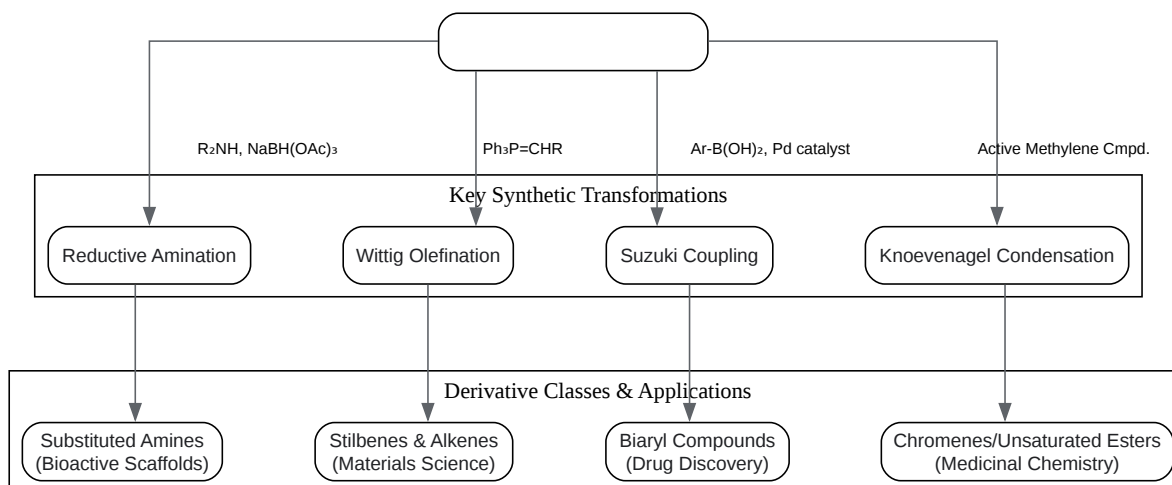 R₂NH, NaBH(OAc)₃
Ph₃P=CHR
Ar-B(OH)₂, Pd catalyst
Active Methylene Cmpd.
Key Synthetic Transformations
Reductive Amination
Wittig Olefination
Suzuki Coupling
Knoevenagel Condensation
Derivative Classes & Applications
Substituted Amines
(Bioactive Scaffolds)
Stilbenes & Alkenes
(Materials Science)
Biaryl Compounds
(Drug Discovery)
Chromenes/Unsaturated Esters
(Medicinal Chemistry)